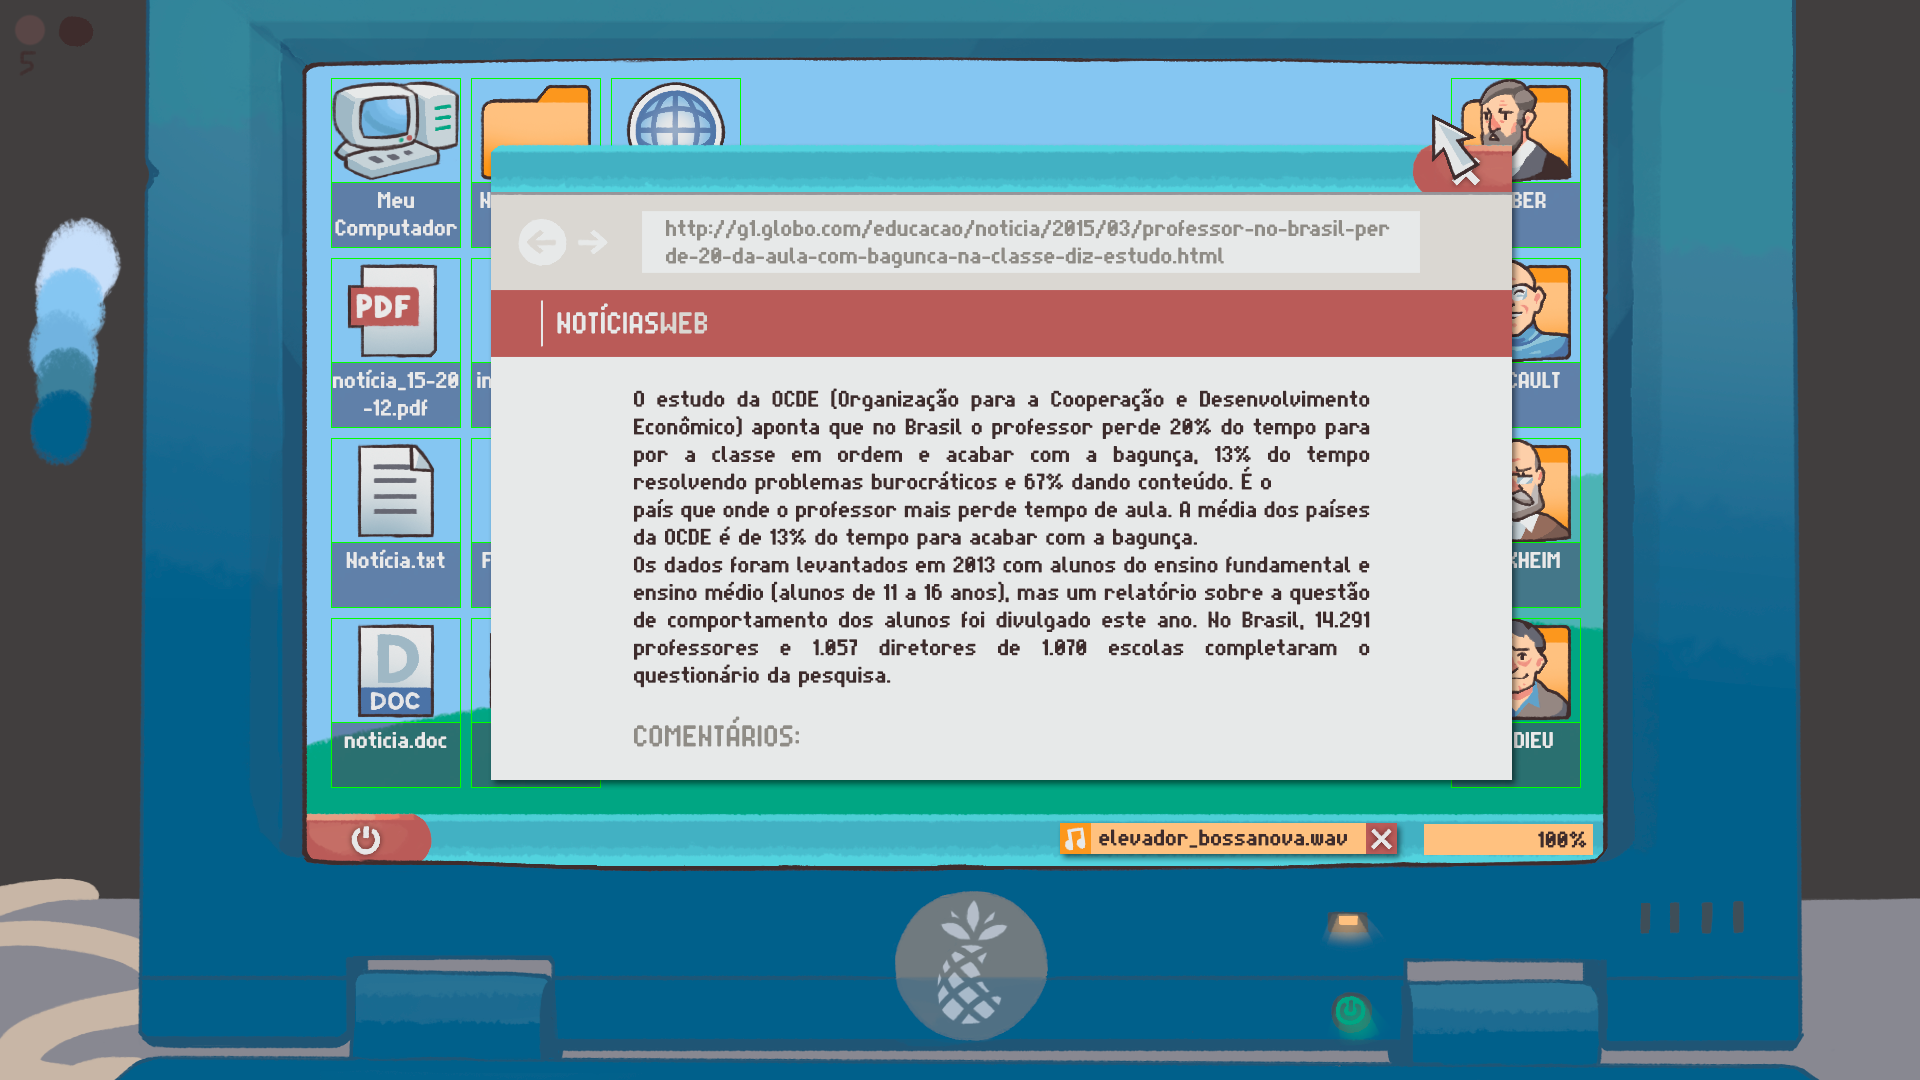 5
Meu
Computador
N
BER
http://g1.globo.com/educacao/noticia/2015/03/professor-no-brasil-per
de-20-da-aula-com-bagunca-na-classe-diz-estudo.html
NOTÍCIASWEB
PDF
notícia_15-20
-12.pdf
in
CAULT
O estudo da OCDE (Organização para a Cooperação e Desenvolvimento
Econômico) aponta que no Brasil o professor perde 20% do tempo para
por a classe em ordem e acabar com a bagunça, 13% do tempo
resolvendo problemas burocráticos e 67% dando conteúdo. É o
país que onde o professor mais perde tempo de aula. A média dos países
da OCDE é de 13% do tempo para acabar com a bagunça.
Os dados foram levantados em 2013 com alunos do ensino fundamental e
ensino médio (alunos de 11 a 16 anos), mas um relatório sobre a questão
de comportamento dos alunos foi divulgado este ano. No Brasil, 14.291
professores e 1.057 diretores de 1.070 escolas completaram o
questionário da pesquisa.
COMENTÁRIOS:
Notícia.txt
F
KHEIM
D
DOC
noticia.doc
DIEU
elevador_bossanova.wav
100%